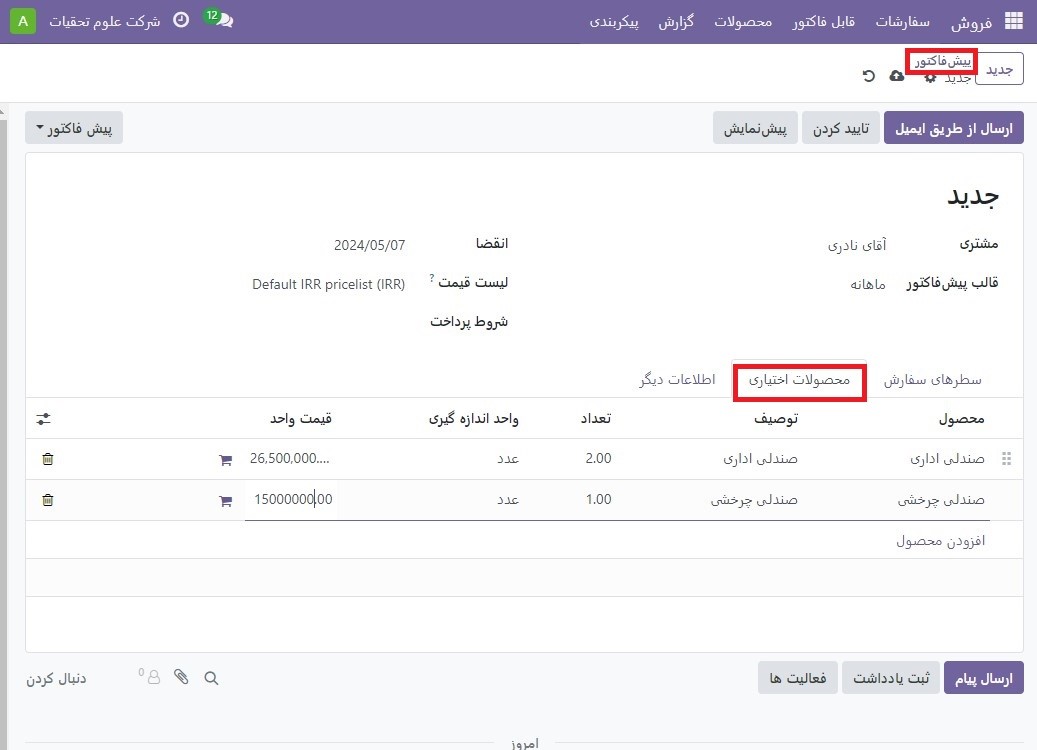 فروش سفارشات قابل فاکتور محصولات گزارش پیکربندی 12 شرکت علوم تحقیات A
جدید پیش‌فاکتور
جدید
ارسال از طریق ایمیل تایید کردن پیش‌نمایش پیش فاکتور
جدید
مشتری آقای نادری انقضا 2024/05/07
قالب پیش‌فاکتور ماهانه لیست قیمت ? Default IRR pricelist (IRR)
شروط پرداخت
سطرهای سفارش محصولات اختیاری اطلاعات دیگر
محصول توصیف تعداد واحد اندازه گیری قیمت واحد
صندلی اداری صندلی اداری 2.00 عدد 26,500,000....
صندلی چرخشی صندلی چرخشی 1.00 عدد 15000000.00
افزودن محصول
ارسال پیام ثبت یادداشت فعالیت ها 0 دنبال کردن
امروز